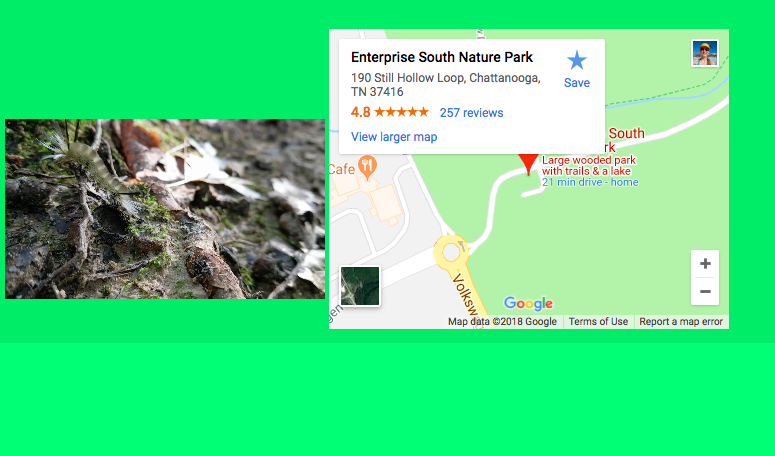 Enterprise South Nature Park
190 Still Hollow Loop, Chattanooga,
TN 37416
4.8
257 reviews
View larger map
Save
South
rk
Large wooded park
with trails & a lake
21 min drive - home
Cafe
Volksw
gen
Google
Map data ©2018 Google
Terms of Use
Report a map error